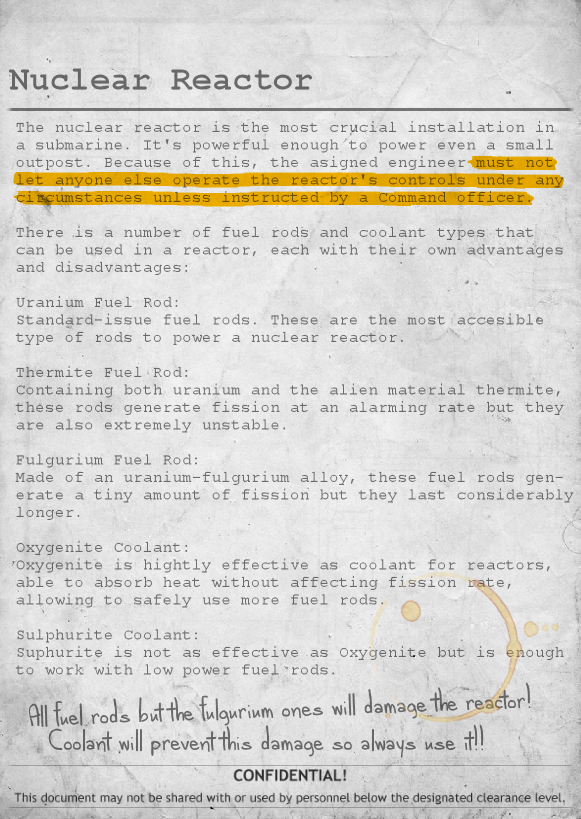 Nuclear Reactor
The nuclear reactor is the most crucial installation in
a submarine. It's powerful enough to power even a small
outpost. Because of this, the asigned engineer must not
let anyone else operate the reactor's controls under any
circumstances unless instructed by a Command officer.
There is a number of fuel rods and coolant types that
can be used in a reactor, each with their own advantages
and disadvantages:
Uranium Fuel Rod:
Standard-issue fuel rods. These are the most accesible
type of rods to power a nuclear reactor.
Thermite Fuel Rod:
Containing both uranium and the alien material thermite,
these rods generate fission at an alarming rate but they
are also extremely unstable.
Fulgurium Fuel Rod:
Made of an uranium-fulgurium alloy, these fuel rods gen-
erate a tiny amount of fission but they last considerably
longer.
Oxygenite Coolant:
Oxygenite is hightly effective as coolant for reactors,
able to absorb heat without affecting fission rate,
allowing to safely use more fuel rods.
Sulphurite Coolant:
Suphurite is not as effective as Oxygenite but is enough
to work with low power fuel rods.
All fuel rods but the fulgurium ones will damage the reactor!
Coolant will prevent this damage so always use it!!
CONFIDENTIAL!
This document may not be shared with or used by personnel below the designated clearance level.